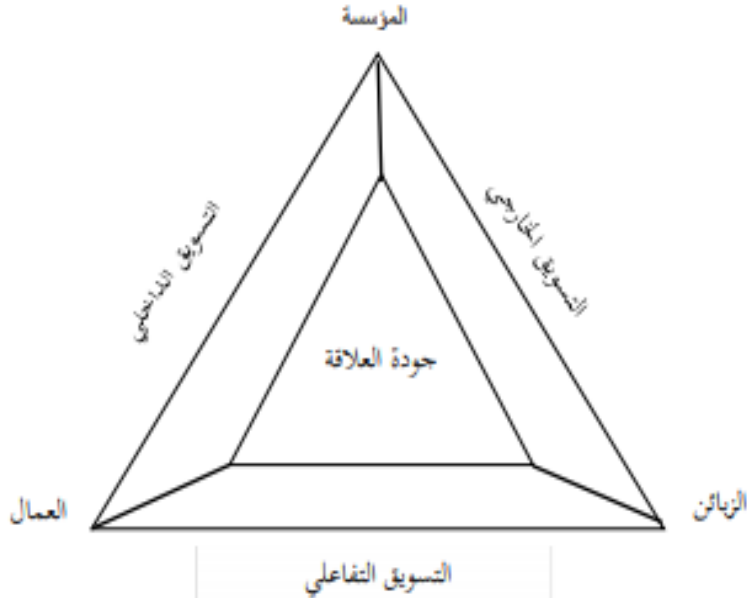 المؤسسة
التسويق الخارجي
التسويق الداخلي
جودة العلاقة
الزبائن
العمال
التسويق التفاعلي